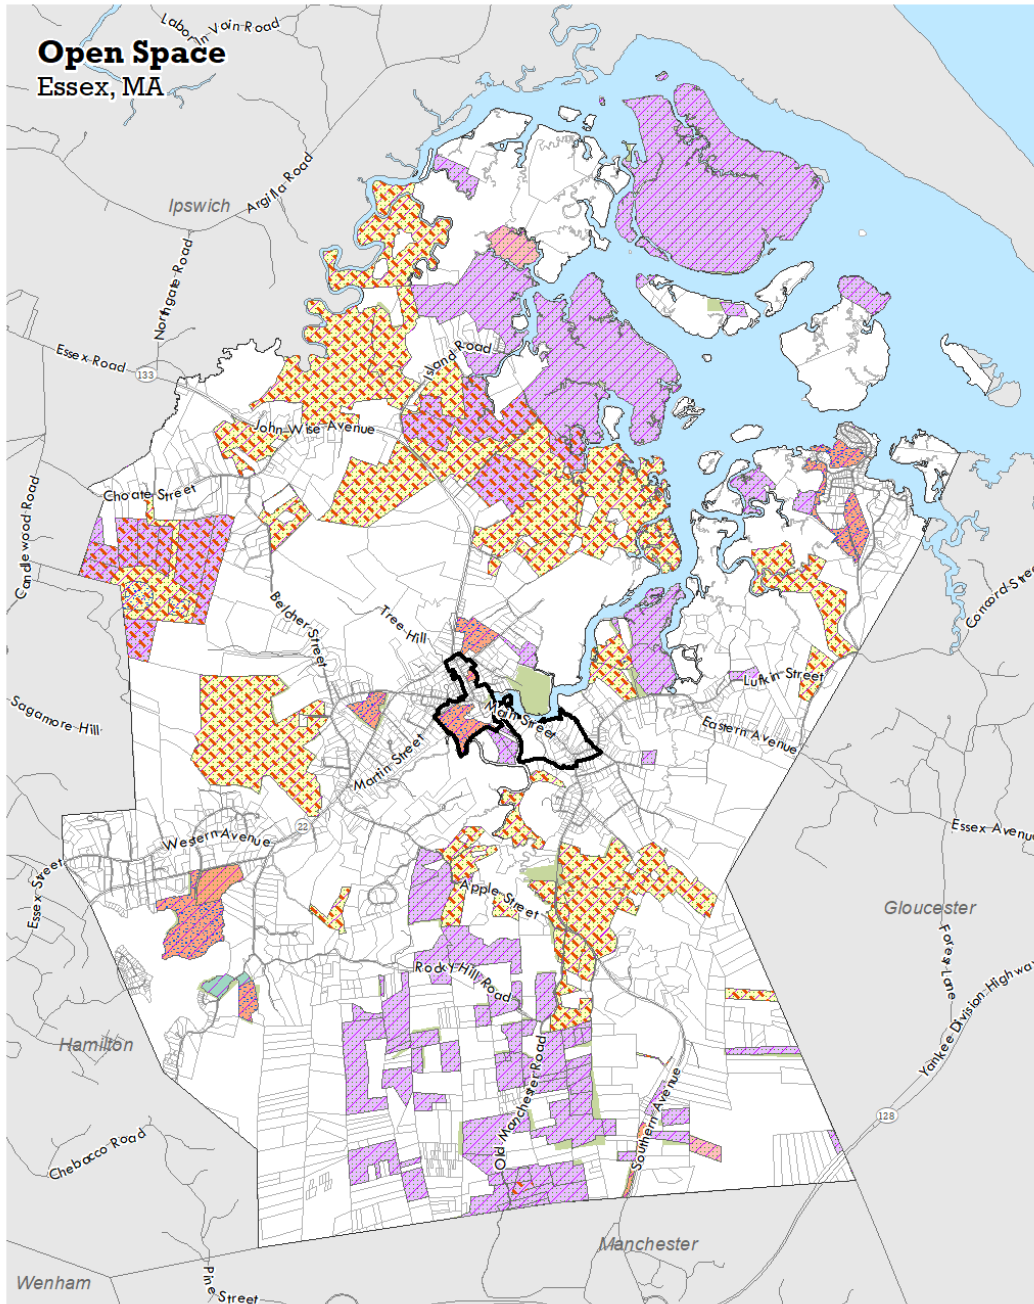 Labor in Vain Road
Open Space
Essex, MA
Argilla Road
Ipswich
Northgate Road
Essex Road
133
Island Road
John Wise Avenue
Choate Street
Candlewood Road
Concord Street
Belcher Street
Tree Hill
Lufkin Street
Sagamore Hill
Main Street
Eastern Avenue
Martin Street
22
Western Avenue
Essex Avenue
Essex Street
Apple Street
Gloucester
Forest Lane
Rocky Hill Road
Yankee Division Highway
Hamilton
Old Manchester Road
Southern Avenue
128
Chebacco Road
Manchester
Wenham
Pine Street